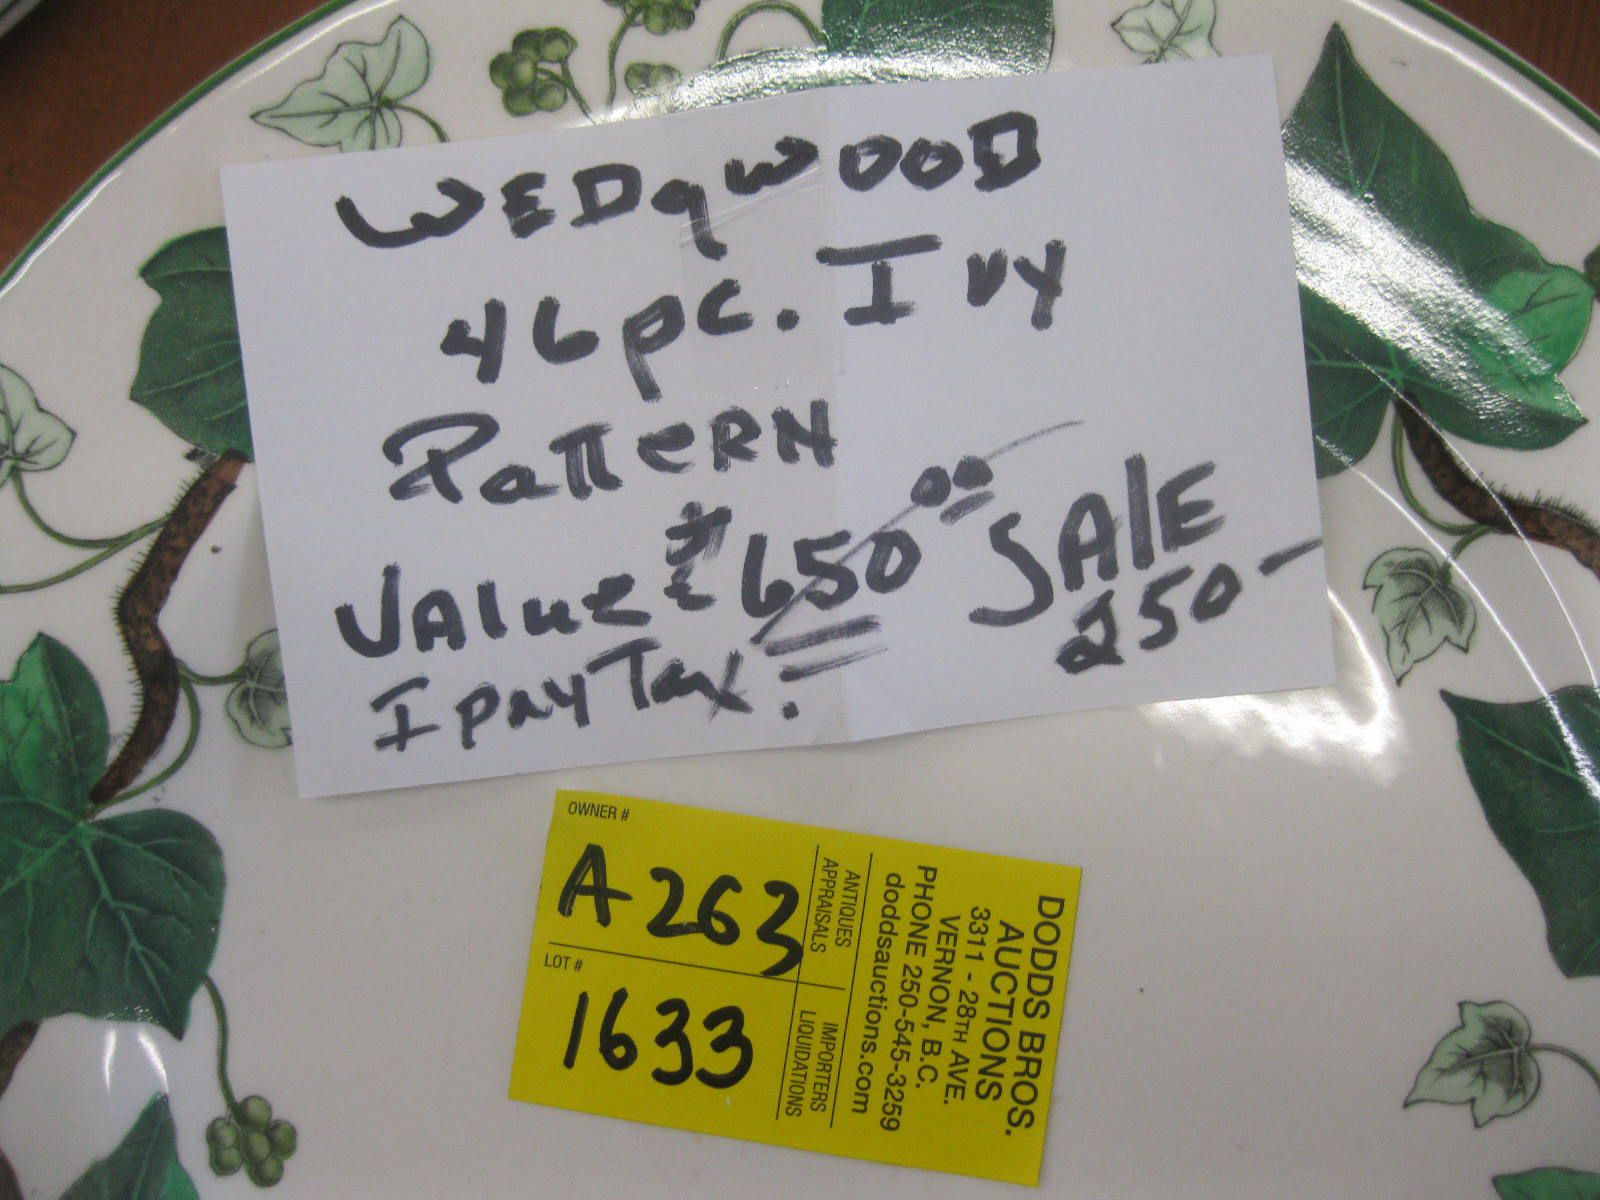 WEDgWOOD
46pc. Ivy
PatteRN
VAlue $650.00 SAlE
I pay Tax. 250-
OWNER #
A263
LOT #
1633
ANTIQUES
APPRAISALS
IMPORTERS
LIQUIDATIONS
DODDS BROS.
AUCTIONS
3311 - 28TH AVE.
VERNON, B.C.
PHONE 250-545-3259
doddsauctions.com